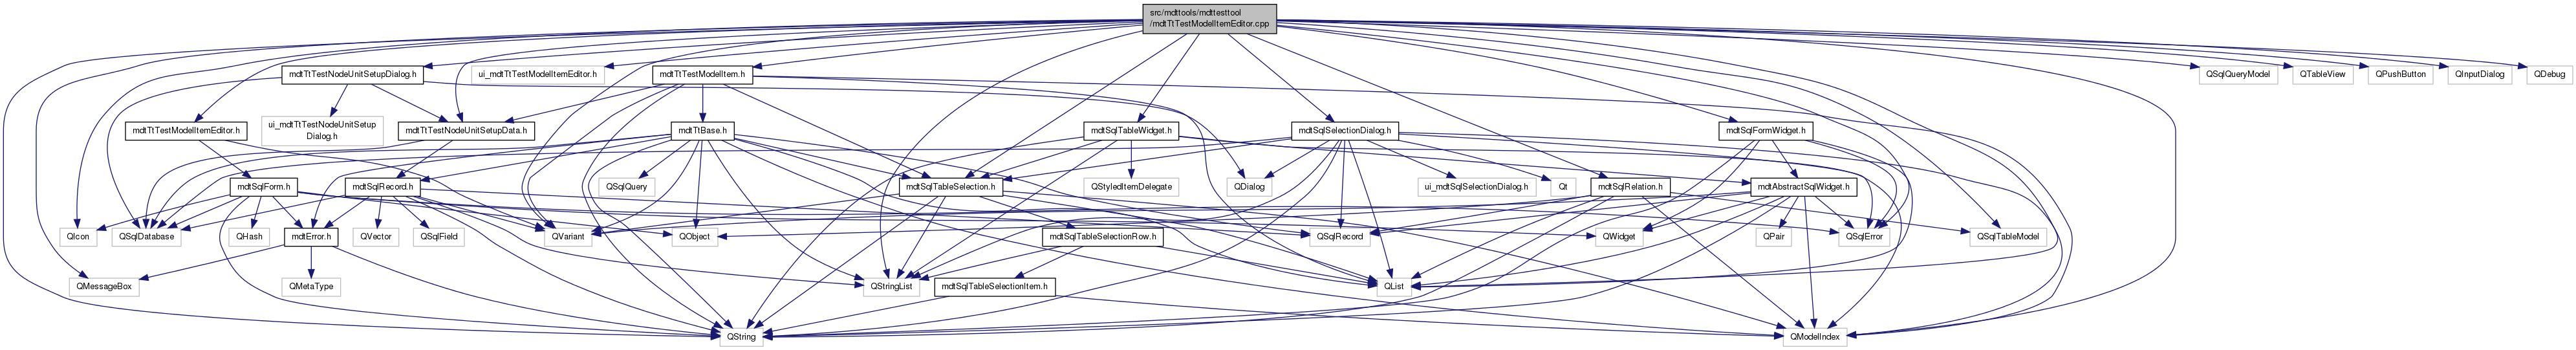 src/mdttools/mdttesttool
/mdtTtTestModelItemEditor.cpp
mdtTtTestNodeUnitSetupDialog.h
ui_mdtTtTestModelItemEditor.h
mdtTtTestModelItem.h
QSqlQueryModel
QTableView
QPushButton
QInputDialog
QDebug
mdtTtTestModelItemEditor.h
ui_mdtTtTestNodeUnitSetup
Dialog.h
mdtTtTestNodeUnitSetupData.h
mdtTtBase.h
mdtSqlTableWidget.h
mdtSqlSelectionDialog.h
mdtSqlFormWidget.h
mdtSqlForm.h
mdtSqlRecord.h
QSqlQuery
mdtSqlTableSelection.h
QStyledItemDelegate
QDialog
ui_mdtSqlSelectionDialog.h
Qt
mdtSqlRelation.h
mdtAbstractSqlWidget.h
QIcon
QSqlDatabase
QHash
mdtError.h
QVector
QSqlField
QVariant
QObject
mdtSqlTableSelectionRow.h
QSqlRecord
QWidget
QPair
QSqlError
QSqlTableModel
QMessageBox
QMetaType
QStringList
mdtSqlTableSelectionItem.h
QList
QString
QModelIndex